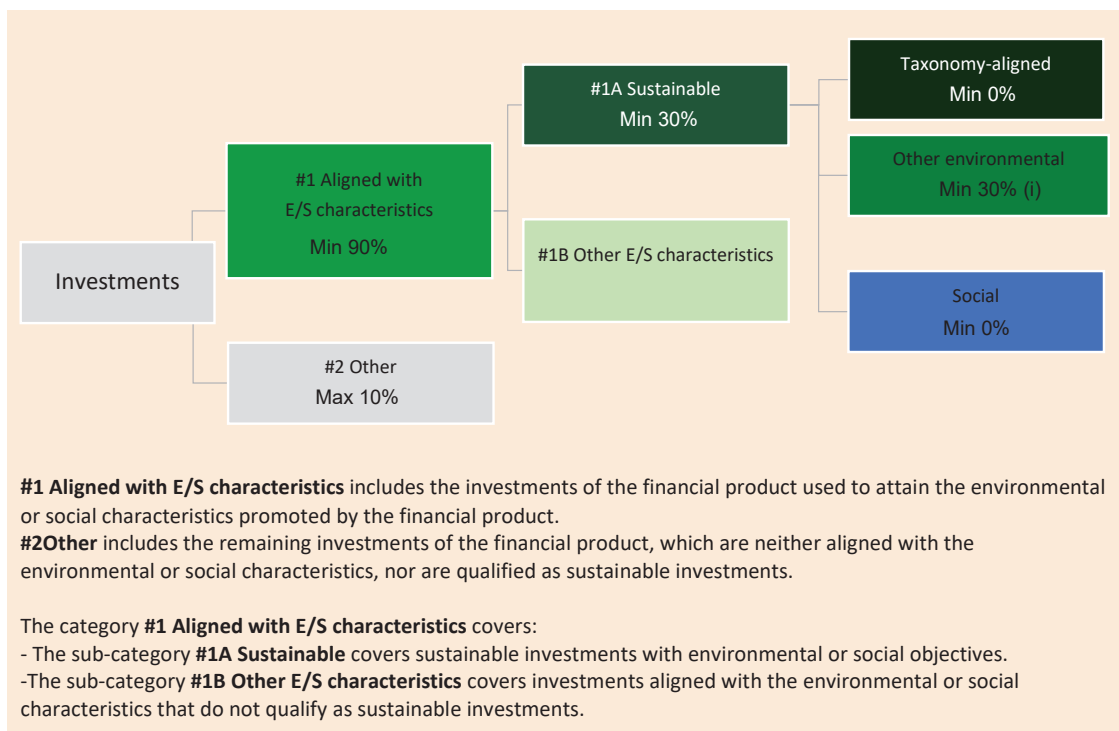 Investments
#1 Aligned with
E/S characteristics
Min 90%
#2 Other
Max 10%
#1A Sustainable
Min 30%
#1B Other E/S characteristics
Taxonomy-aligned
Min 0%
Other environmental
Min 30% (i)
Social
Min 0%
#1 Aligned with E/S characteristics includes the investments of the financial product used to attain the environmental
or social characteristics promoted by the financial product.
#2Other includes the remaining investments of the financial product, which are neither aligned with the
environmental or social characteristics, nor are qualified as sustainable investments.
The category #1 Aligned with E/S characteristics covers:
- The sub-category #1A Sustainable covers sustainable investments with environmental or social objectives.
-The sub-category #1B Other E/S characteristics covers investments aligned with the environmental or social
characteristics that do not qualify as sustainable investments.